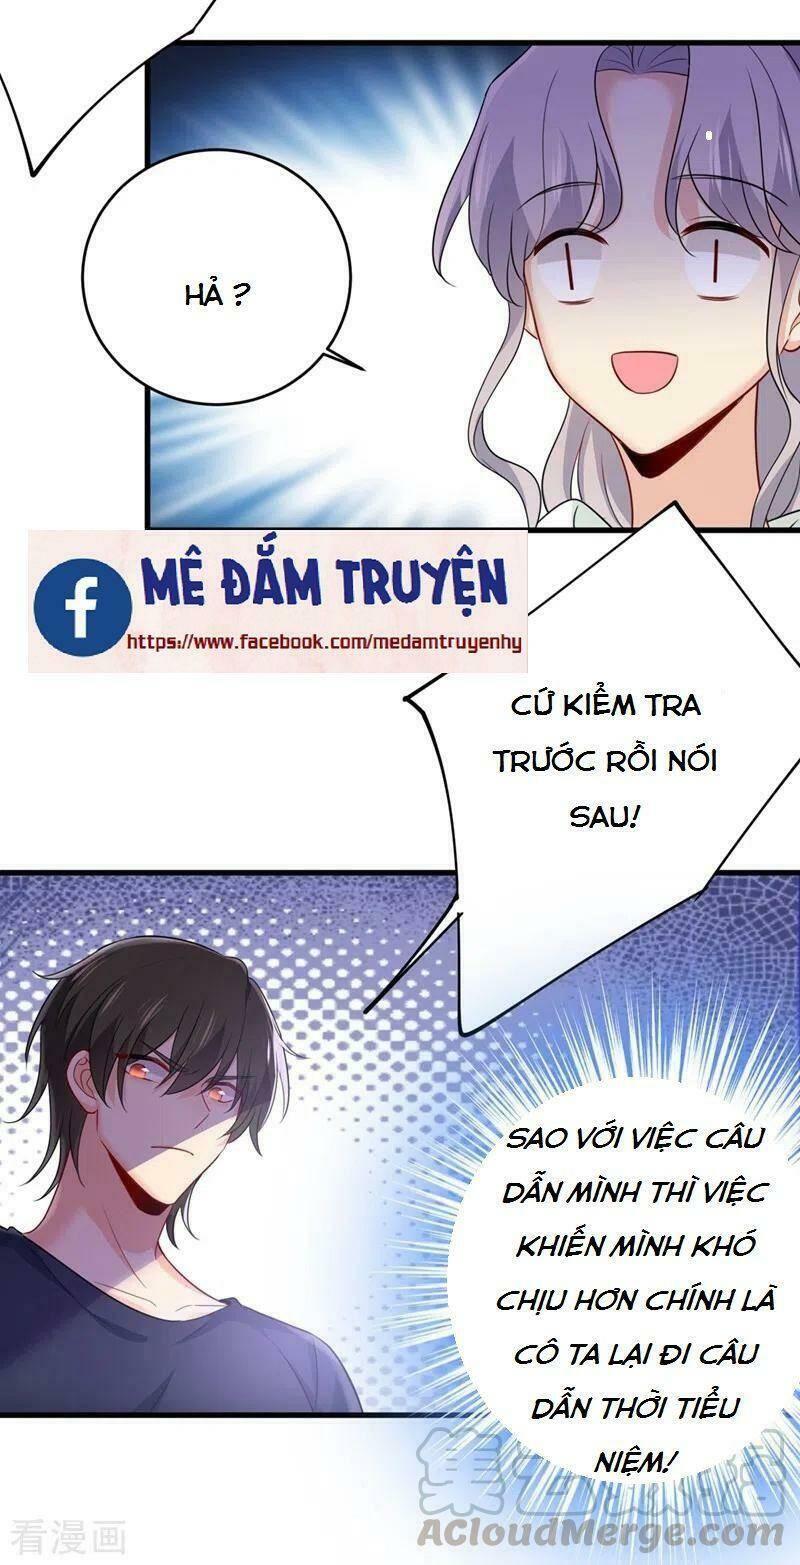 HẢ ?
MÊ ĐẮM TRUYỆN
https://www.facebook.com/medamtruyenhy
CỨ KIỂM TRA
TRƯỚC RỒI NÓI
SAU!
SAO VỚI VIỆC CÂU
DẪN MÌNH THÌ VIỆC
KHIẾN MÌNH KHÓ
CHỊU HƠN CHÍNH LÀ
CÔ TA LẠI ĐI CÂU
DẪN THỜI TIỂU
NIỆM!
看漫画
ACloudMerge.com